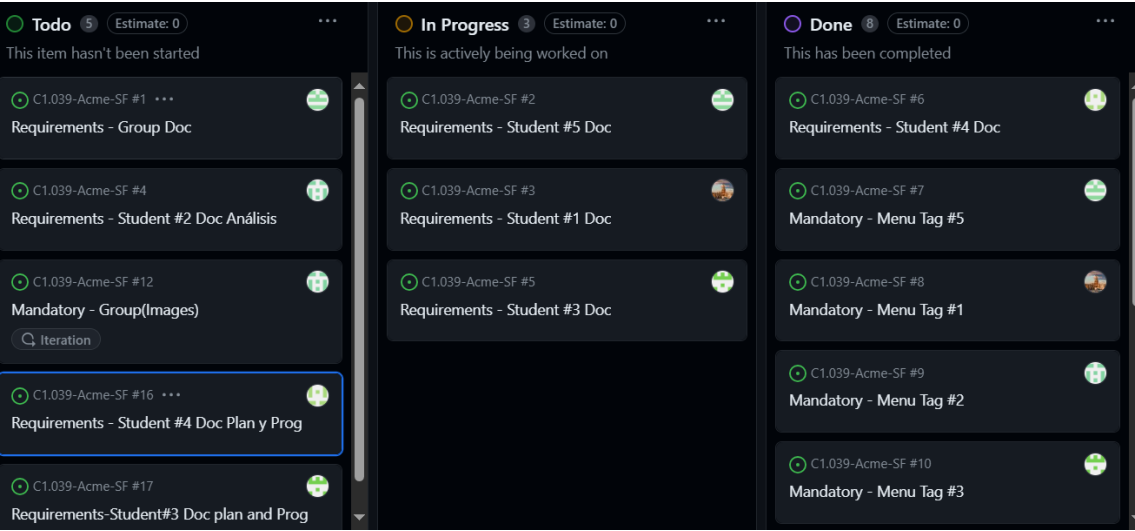 Todo 5 Estimate: 0
This item hasn't been started
C1.039-Acme-SF #1
Requirements - Group Doc
C1.039-Acme-SF #4
Requirements - Student #2 Doc Análisis
C1.039-Acme-SF #12
Mandatory - Group(Images)
Iteration
C1.039-Acme-SF #16
Requirements - Student #4 Doc Plan y Prog
C1.039-Acme-SF #17
Requirements-Student#3 Doc plan and Prog
In Progress 3 Estimate: 0
This is actively being worked on
C1.039-Acme-SF #2
Requirements - Student #5 Doc
C1.039-Acme-SF #3
Requirements - Student #1 Doc
C1.039-Acme-SF #5
Requirements - Student #3 Doc
Done 8 Estimate: 0
This has been completed
C1.039-Acme-SF #6
Requirements - Student #4 Doc
C1.039-Acme-SF #7
Mandatory - Menu Tag #5
C1.039-Acme-SF #8
Mandatory - Menu Tag #1
C1.039-Acme-SF #9
Mandatory - Menu Tag #2
C1.039-Acme-SF #10
Mandatory - Menu Tag #3